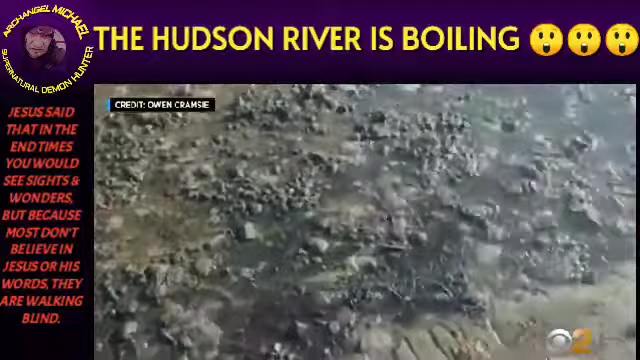 ARCHANGEL MICHAEL
SUPERNATURAL DEMON HUNTER
THE HUDSON RIVER IS BOILING 😲😲😲
CREDIT: OWEN CRAMSIE
JESUS SAID
THAT IN THE
END TIMES
YOU WOULD
SEE SIGHTS &
WONDERS,
BUT BECAUSE
MOST DON'T
BELIEVE IN
JESUS OR HIS
WORDS, THEY
ARE WALKING
BLIND.
2